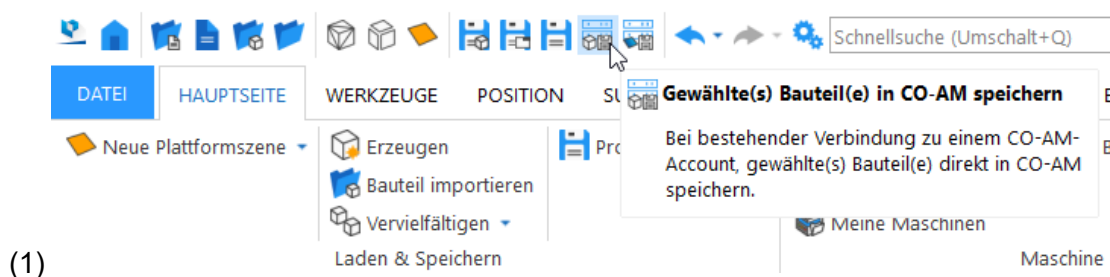 Schnellsuche (Umschalt+Q)
DATEI HAUPTSEITE WERKZEUGE POSITION SU
Gewählte(s) Bauteil(e) in CO-AM speichern
Bei bestehender Verbindung zu einem CO-AM-
Account, gewählte(s) Bauteil(e) direkt in CO-AM
speichern.
Neue Plattformszene
Erzeugen
Bauteil importieren
Vervielfältigen
Laden & Speichern
Pro
Meine Maschinen
Maschine
(1)